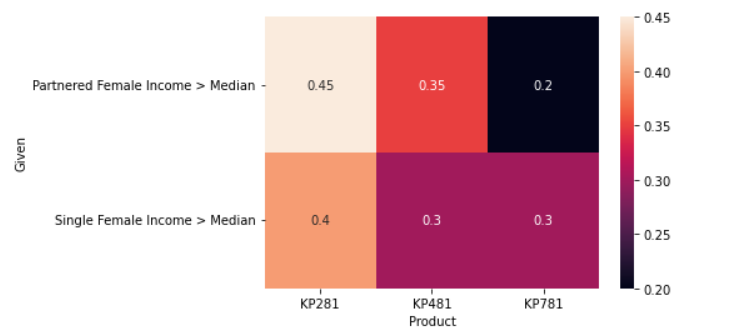 Given
Partnered Female Income > Median
0.45
0.35
0.2
Single Female Income > Median
0.4
0.3
0.3
KP281
KP481
KP781
Product
0.45
0.40
0.35
0.30
0.25
0.20